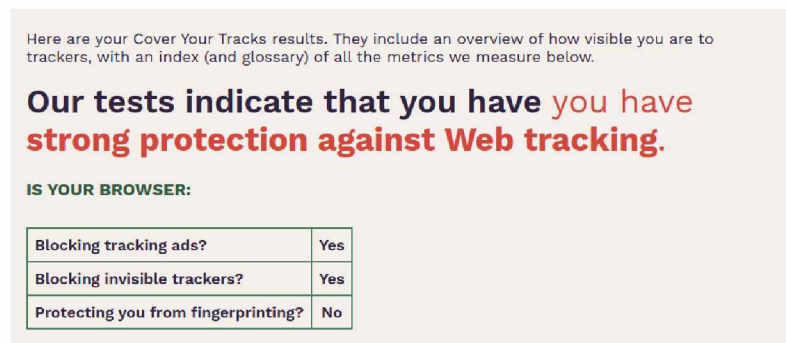 Here are your Cover Your Tracks results. They include an overview of how visible you are to
trackers, with an index (and glossary) of all the metrics we measure below.
Our tests indicate that you have you have
strong protection against Web tracking.
IS YOUR BROWSER:
Blocking tracking ads? Yes
Blocking invisible trackers? Yes
Protecting you from fingerprinting? No